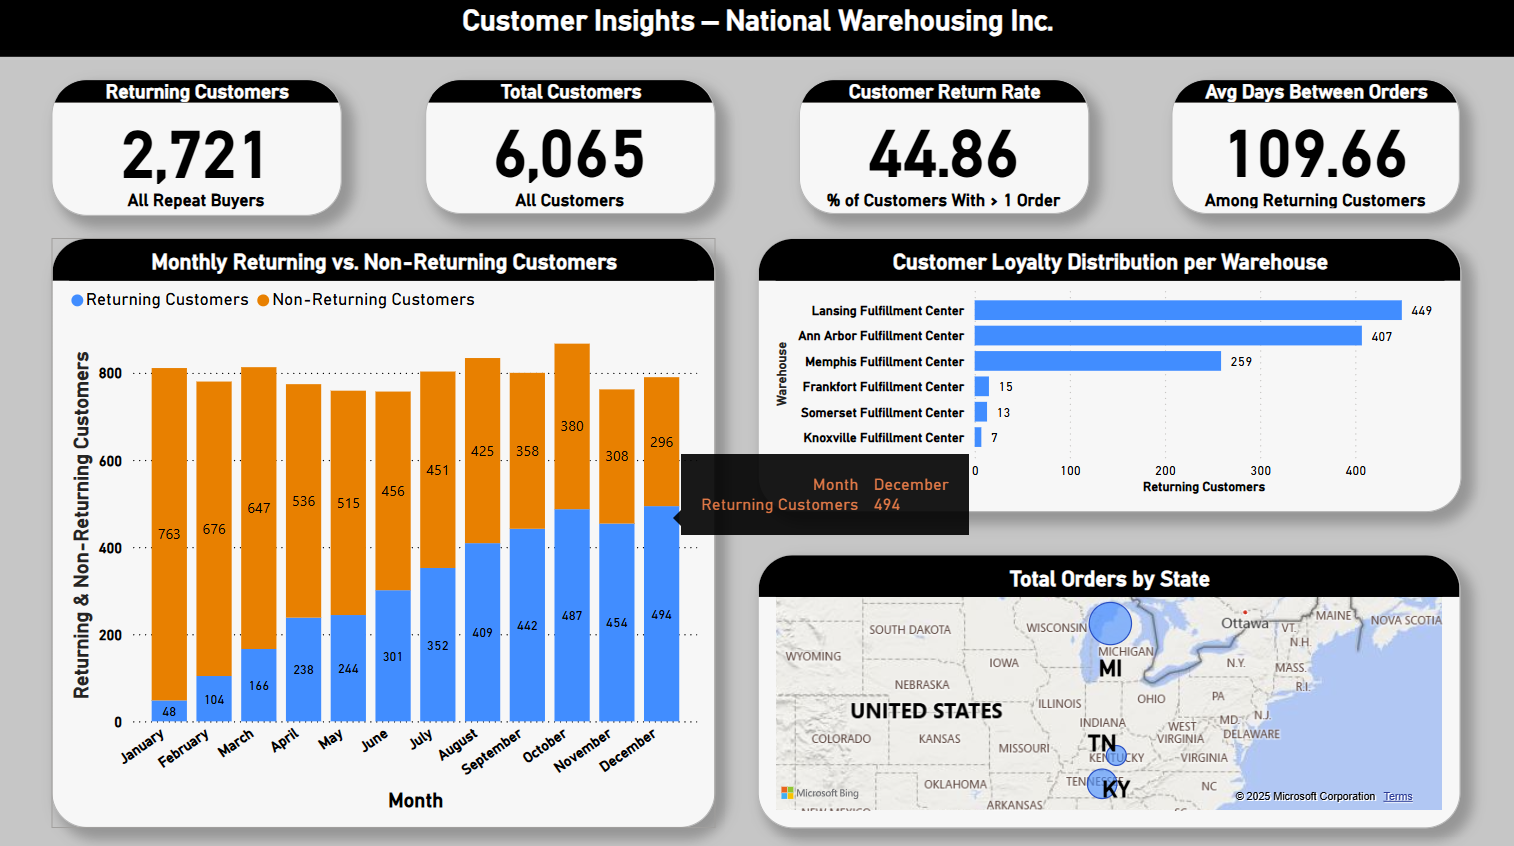 Customer Insights – National Warehousing Inc.
Returning Customers
2,721
All Repeat Buyers
Total Customers
6,065
All Customers
Customer Return Rate
44.86
% of Customers With > 1 Order
Avg Days Between Orders
109.66
Among Returning Customers
Monthly Returning vs. Non-Returning Customers
Returning Customers Non-Returning Customers
Returning & Non-Returning Customers
800
600
400
200
0
763 676 647 536 515 456 451 425 358 380 308 296
48 104 166 238 244 301 352 409 442 487 454 494
January February March April May June July August September October November December
Month
Month December
Returning Customers 494
Customer Loyalty Distribution per Warehouse
Warehouse
Lansing Fulfillment Center 449
Ann Arbor Fulfillment Center 407
Memphis Fulfillment Center 259
Frankfort Fulfillment Center 15
Somerset Fulfillment Center 13
Knoxville Fulfillment Center 7
0 100 200 300 400
Returning Customers
Total Orders by State
SOUTH DAKOTA
WISCONSIN
Ottawa
MAINE
NOVA SCOTIA
VT.
N.H.
WYOMING
IOWA
MICHIGAN
MI
N.Y.
MASS.
R.I.
NEBRASKA
ILLINOIS
OHIO
PA
UNITED STATES
INDIANA
WEST
VIRGINIA
MD.
N.J.
DELAWARE
COLORADO
KANSAS
MISSOURI
TN
KENTUCKY
VIRGINIA
OKLAHOMA
TENNESSEE
KY
NC
ARKANSAS
NEW MEXICO
Microsoft Bing
© 2025 Microsoft Corporation Terms